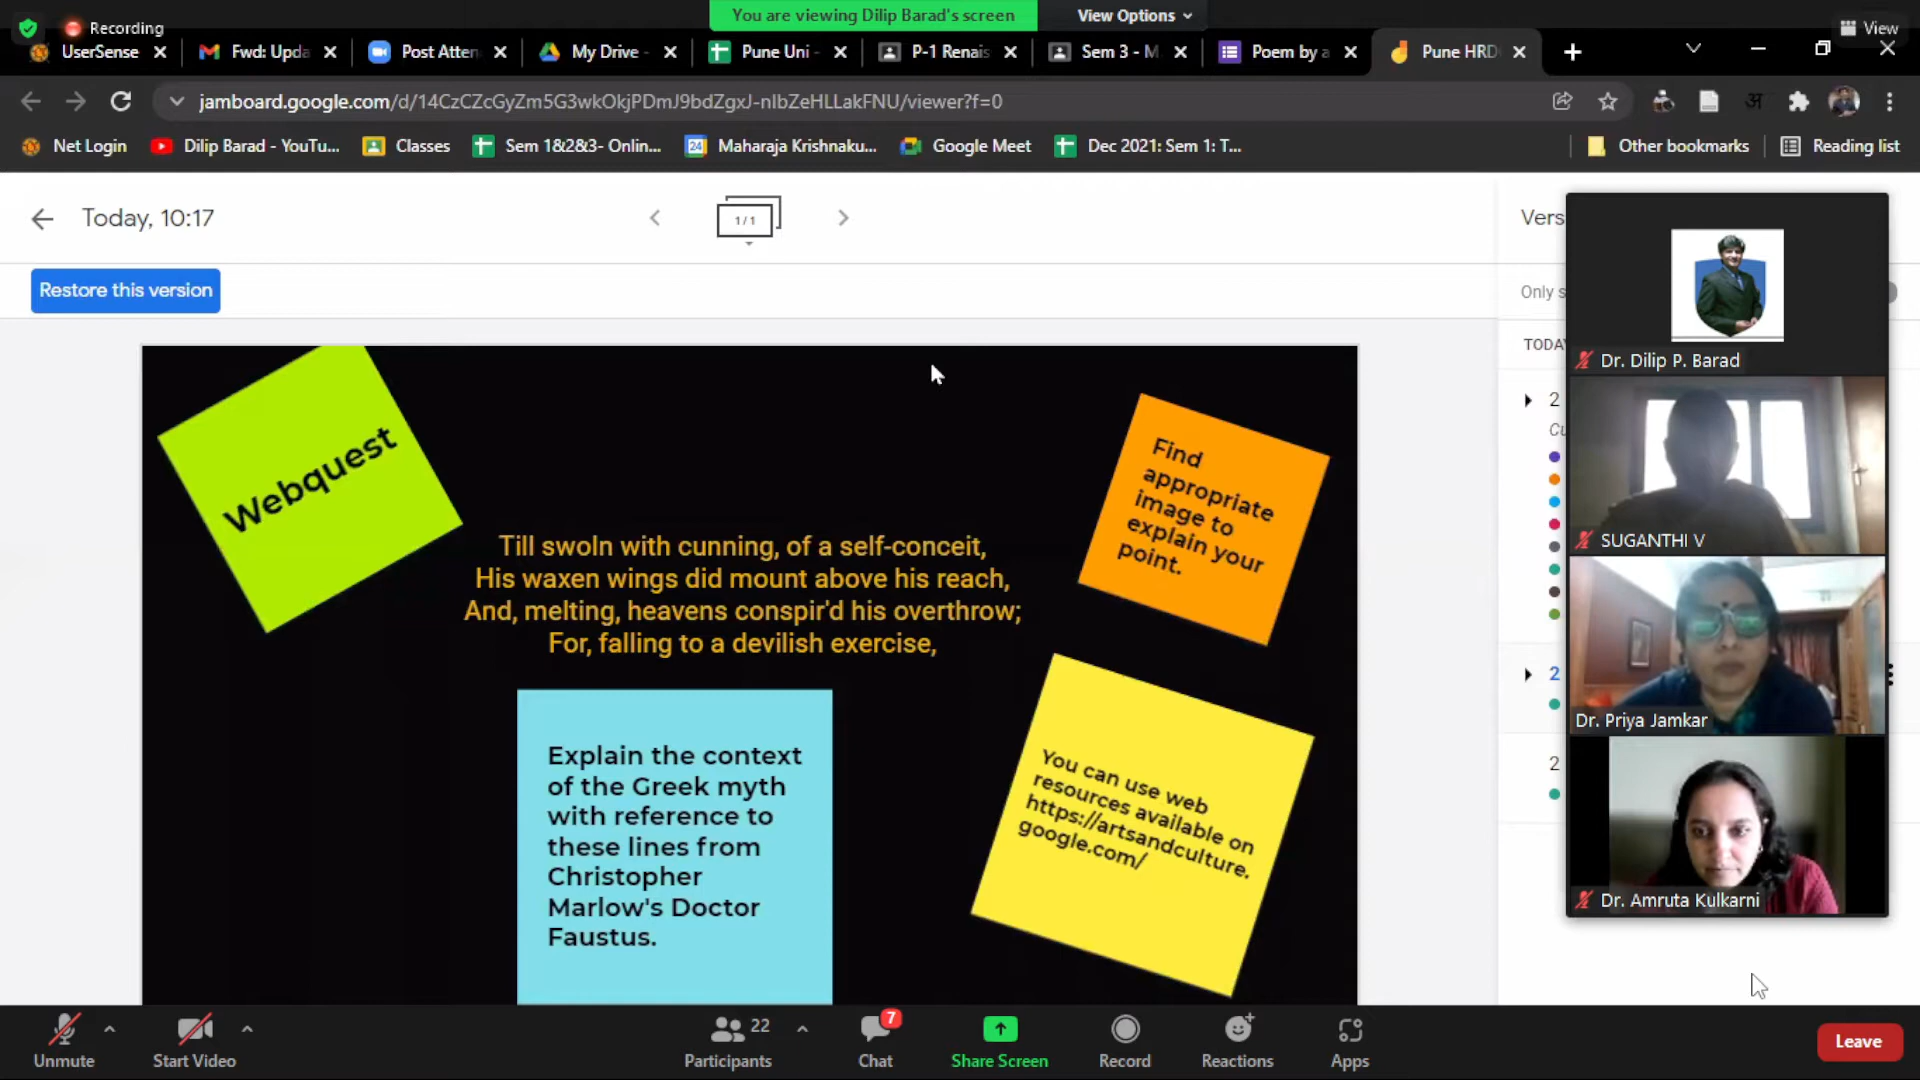 Recording
You are viewing Dilip Barad's screen
View Options
View
UserSense
Fwd: Upda
Post Atten
My Drive -
Pune Uni -
P-1 Renais
Sem 3 - M
Poem by a
Pune HRD
jamboard.google.com/d/14CzCZcGyZm5G3wkOkjPDmJ9bdZgxJ-nIbZeHLLakFNU/viewer?f=0
अ
Net Login
Dilip Barad - YouTu...
Classes
Sem 1&2&3- Onlin...
24
Maharaja Krishnaku...
Google Meet
Dec 2021: Sem 1: T...
Other bookmarks
Reading list
Today, 10:17
1/1
Vers
Restore this version
Only s
TODA
2
Cu
2
2
Webquest
Till swoln with cunning, of a self-conceit,
His waxen wings did mount above his reach,
And, melting, heavens conspir'd his overthrow;
For, falling to a devilish exercise,
Find
appropriate
image to
explain your
point.
Explain the context
of the Greek myth
with reference to
these lines from
Christopher
Marlow's Doctor
Faustus.
You can use web
resources available on
https://artsandculture.
google.com/
Dr. Dilip P. Barad
SUGANTHI V
Dr. Priya Jamkar
Dr. Amruta Kulkarni
Unmute
Start Video
22
Participants
7
Chat
Share Screen
Record
Reactions
Apps
Leave